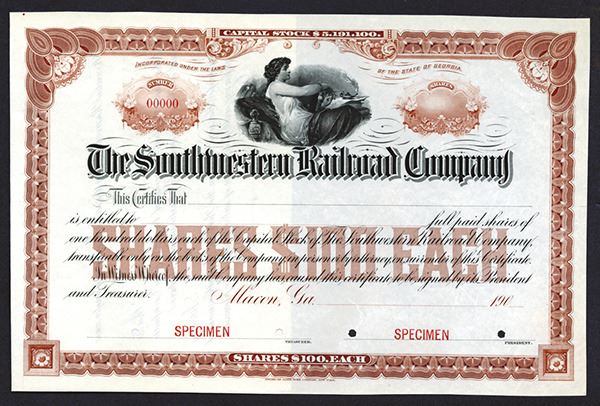 CAPITAL STOCK $5,191,100.
INCORPORATED UNDER THE LAWS OF THE STATE OF GEORGIA.
NUMBER
00000
SHARES
The Southwestern Railroad Company
This Certifies That
is entitled to full paid shares of
one hundred dollars each of the Capital Stock of The Southwestern Railroad Company,
transferable only on the books of the Company in person or by attorney, on surrender of this Certificate.
In Witness Whereof, the said Company has caused this certificate to be signed by its President
and Treasurer. Macon, Ga. 190
SHARES $100 EACH
SPECIMEN SPECIMEN
TREASURER. PRESIDENT.
SHARES $100. EACH